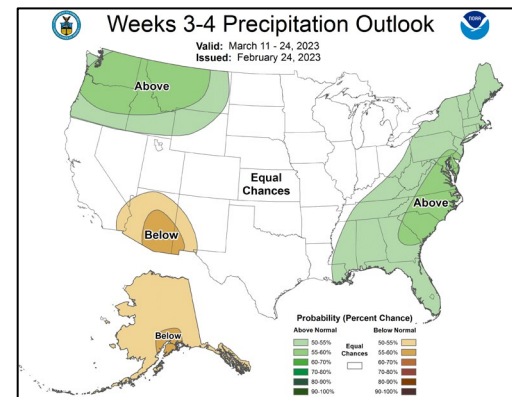 Weeks 3-4 Precipitation Outlook
NOAA
Valid: March 11 - 24, 2023
Issued: February 24, 2023
Above
Equal
Chances
Above
Below
Below
Probability (Percent Chance)
Above Normal
Below Normal
Equal
Chances
50-55%
55-60%
60-70%
70-80%
80-90%
90-100%
50-55%
55-60%
60-70%
70-80%
80-90%
90-100%